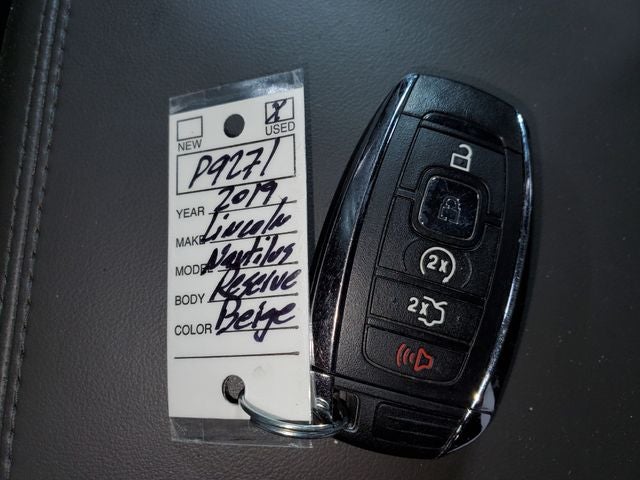 X
NEW USED
P9271
YEAR 2019
MAKE Lincoln
MODEL Nautilus
BODY Reserve
COLOR Beige
2x
2x